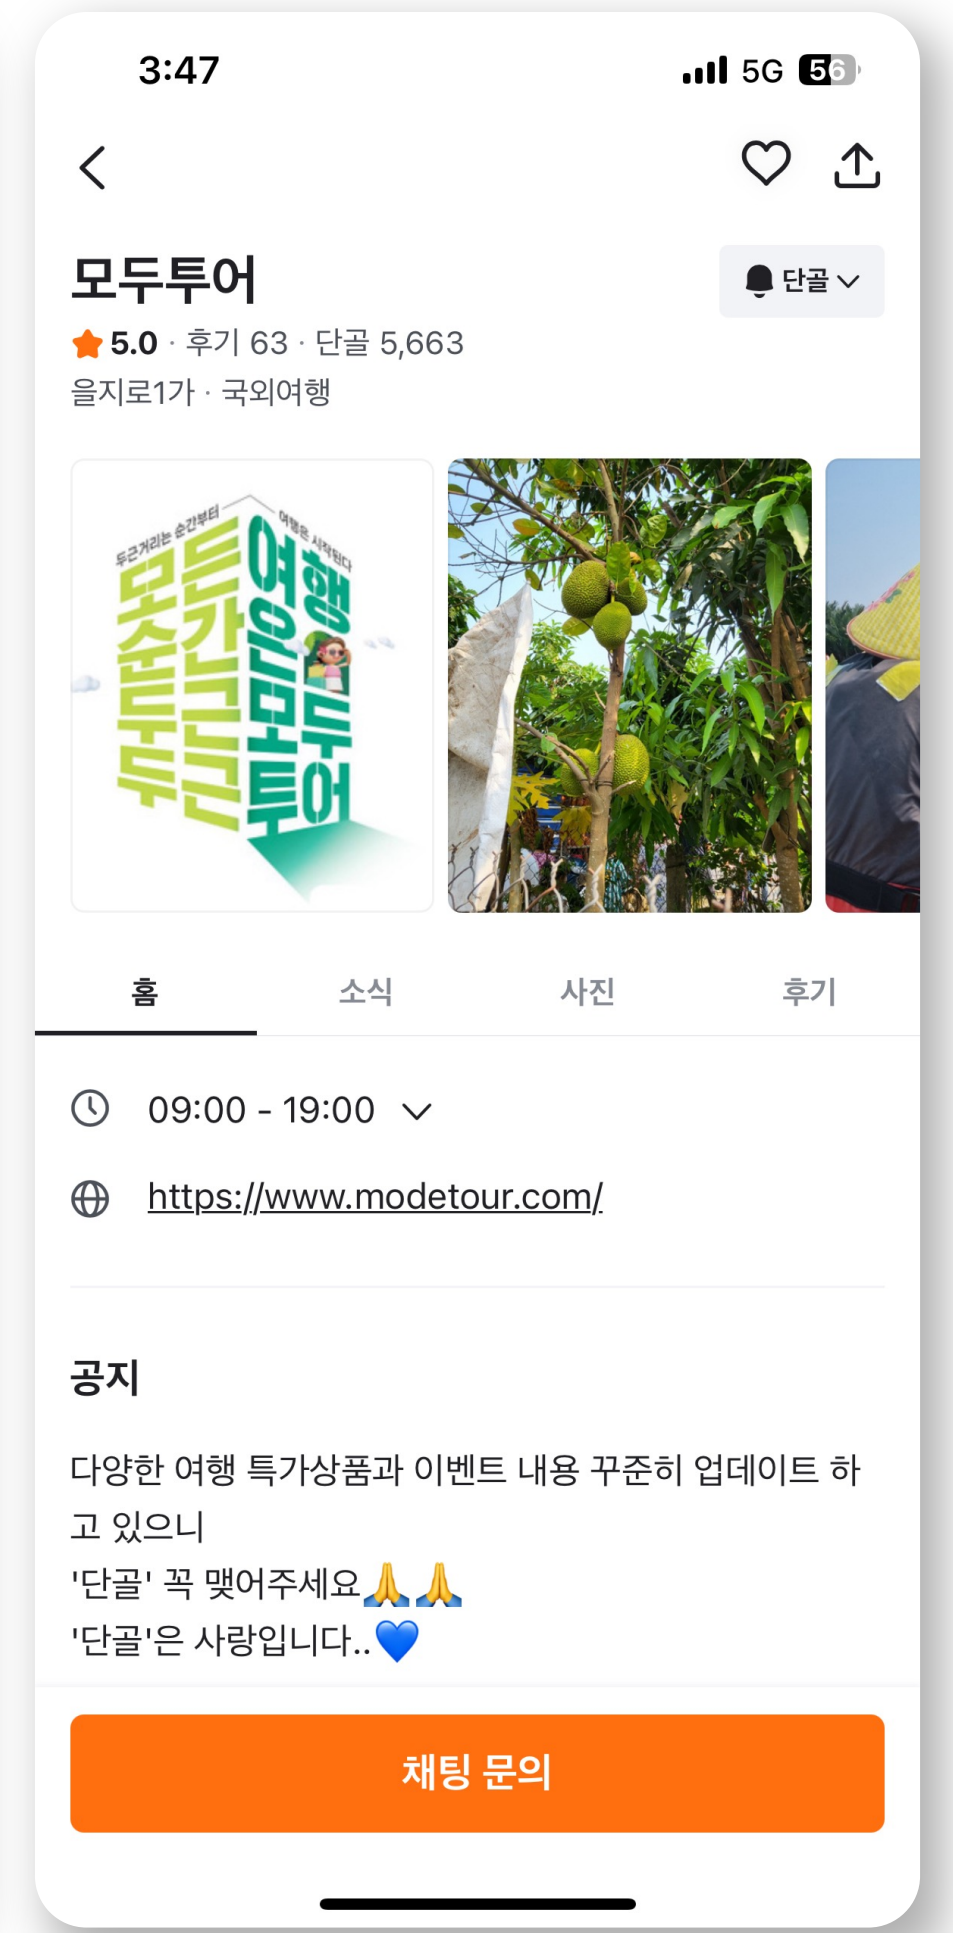 3:47 5G 56
모두투어
단골
5.0 · 후기 63 · 단골 5,663
을지로1가 · 국외여행
두근거리는 순간부터 여행은 시작된다
모든
순간
두근
두근
여행
은
모두
투어
홈 소식 사진 후기
09:00 - 19:00
https://www.modetour.com/
공지
다양한 여행 특가상품과 이벤트 내용 꾸준히 업데이트 하
고 있으니
'단골' 꼭 맺어주세요🙏🙏
'단골'은 사랑입니다..💙
채팅 문의